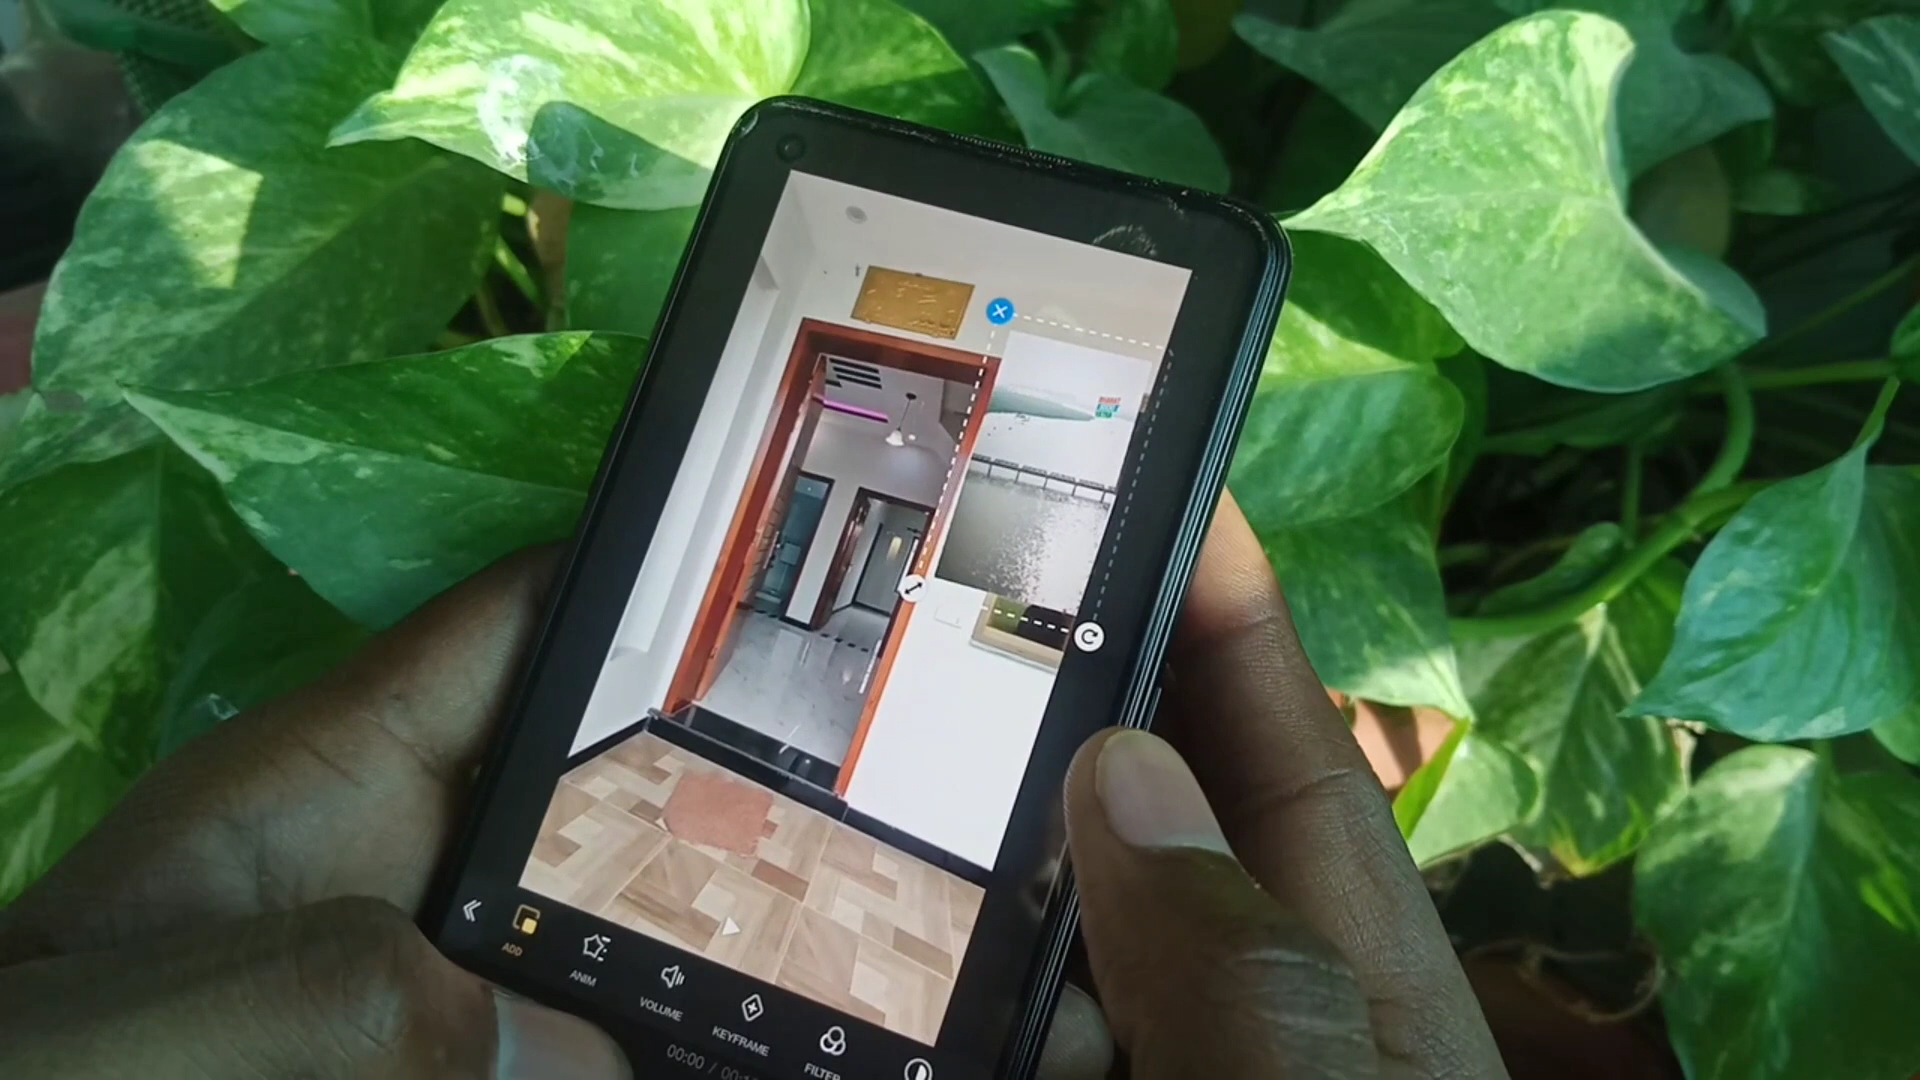 ADD
ANIM
VOLUME
KEYFRAME
FILTER
00:00 /